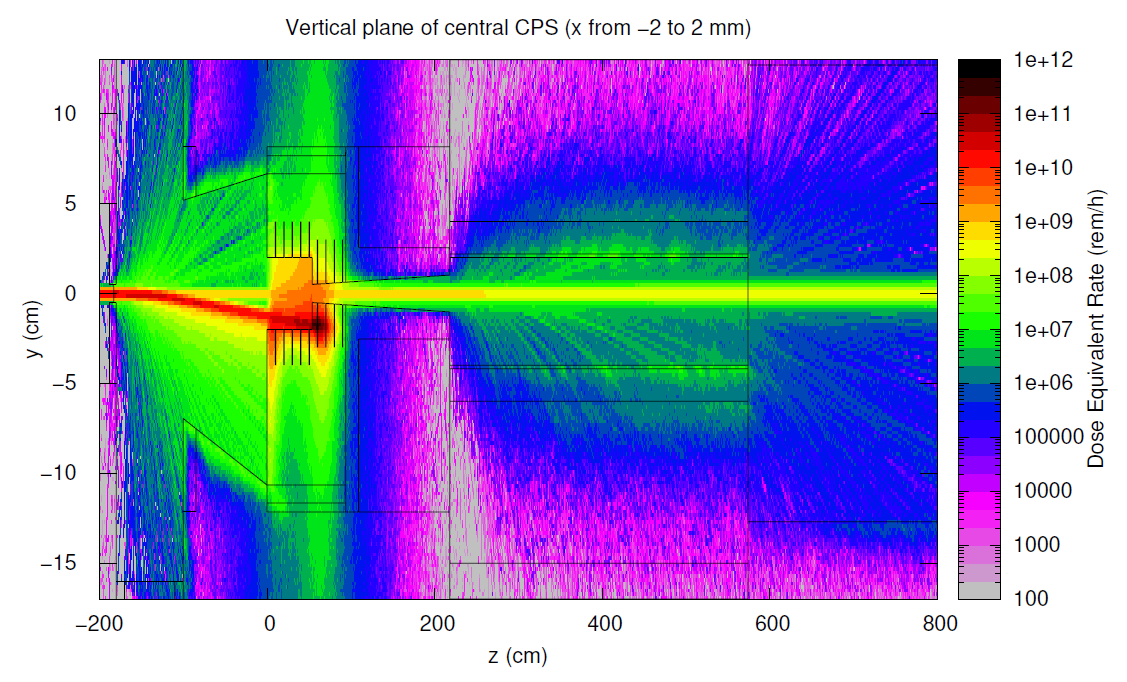 Vertical plane of central CPS (x from −2 to 2 mm)
10
5
0
−5
−10
−15
y (cm)
−200
0
200
400
600
800
z (cm)
1e+12
1e+11
1e+10
1e+09
1e+08
1e+07
1e+06
100000
10000
1000
100
Dose Equivalent Rate (rem/h)